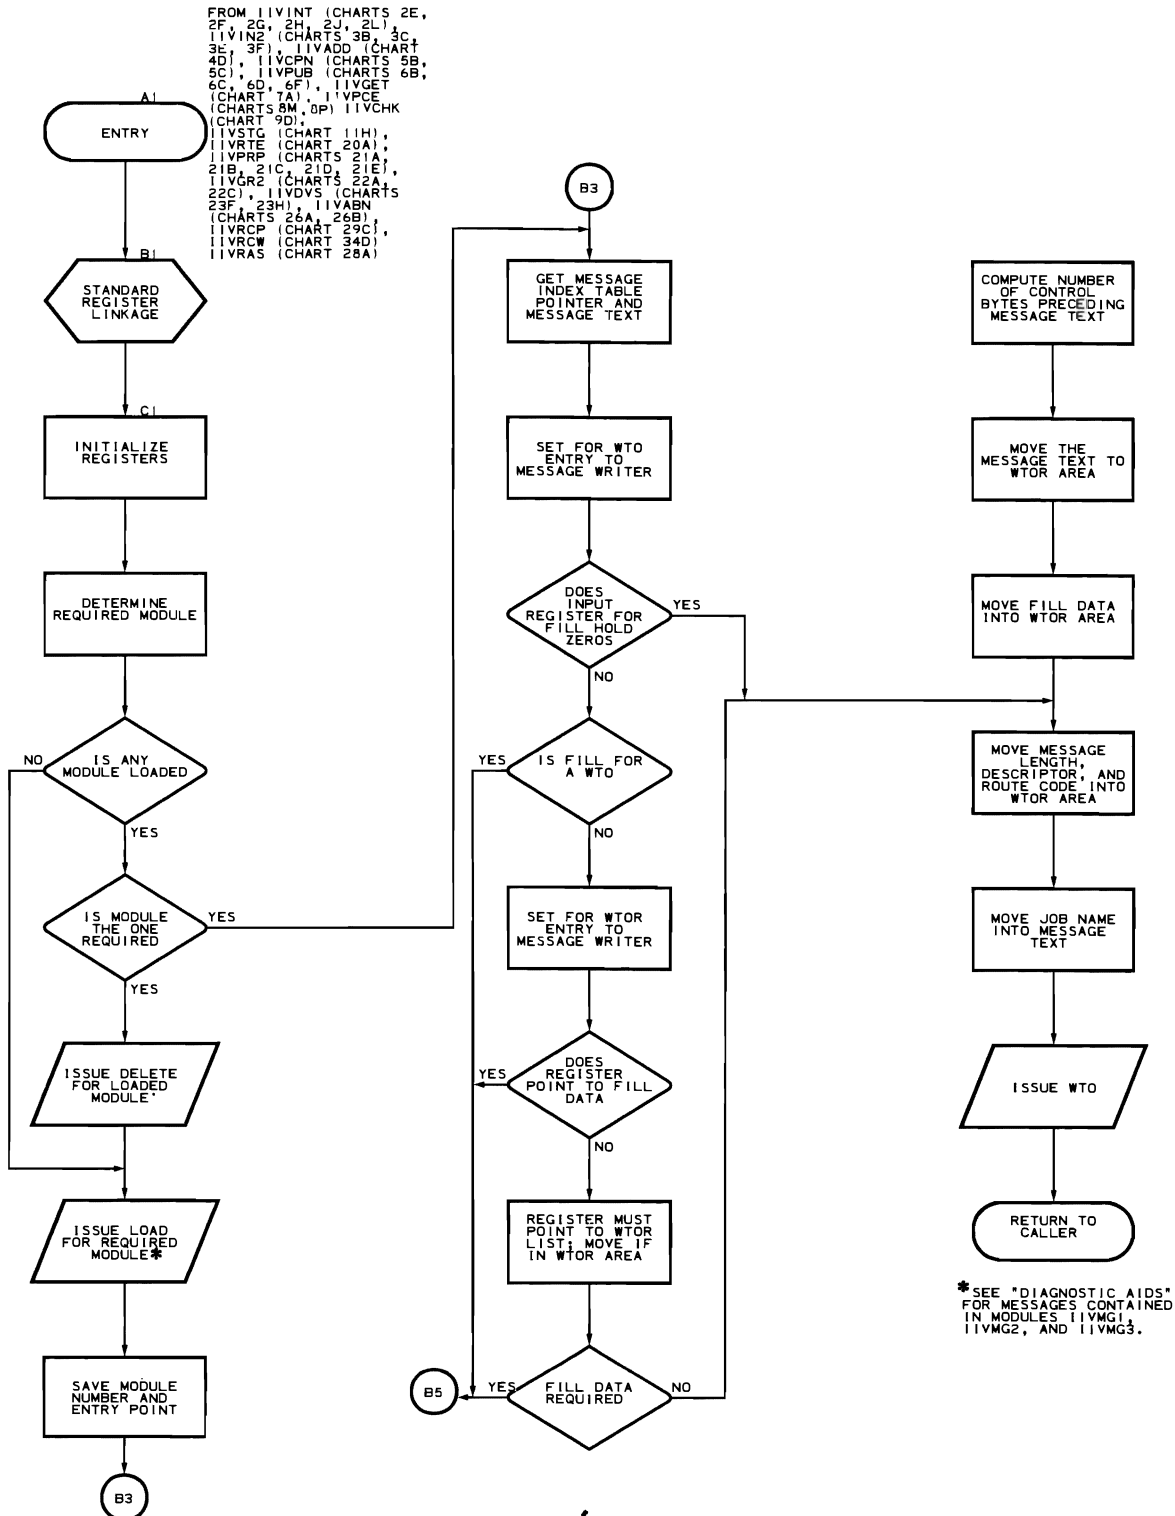 FROM IIVINT (CHARTS 2E,
2F, 2G, 2H, 2J, 2L),
IIVIN2 (CHARTS 3B, 3C,
3E, 3F), IIVADD (CHART
4D), IIVCPN (CHARTS 5B,
5C), IIVPUB (CHARTS 6B,
6C, 6D, 6F), IIVGET
(CHART 7A), IIVPCE
(CHARTS 8M, 8P) IIVCHK
(CHART 9D),
IIVSTG (CHART 11H),
IIVRTE (CHART 20A),
IIVPRP (CHARTS 21A,
21B, 21C, 21D, 21E),
IIVGR2 (CHARTS 22A,
22C), IIVDVS (CHARTS
23F, 23H), IIVABN
(CHARTS 26A, 26B),
IIVRCP (CHART 29C),
IIVRCW (CHART 34D)
IIVRAS (CHART 28A)
A1
ENTRY
B1
STANDARD
REGISTER
LINKAGE
C1
INITIALIZE
REGISTERS
DETERMINE
REQUIRED MODULE
NO
IS ANY
MODULE LOADED
YES
IS MODULE
THE ONE
REQUIRED
YES
YES
ISSUE DELETE
FOR LOADED
MODULE*
ISSUE LOAD
FOR REQUIRED
MODULE*
SAVE MODULE
NUMBER AND
ENTRY POINT
B3
B3
GET MESSAGE
INDEX TABLE
POINTER AND
MESSAGE TEXT
SET FOR WTO
ENTRY TO
MESSAGE WRITER
DOES
INPUT
REGISTER FOR
FILL HOLD
ZEROS
YES
NO
YES
IS FILL FOR
A WTO
NO
SET FOR WTOR
ENTRY TO
MESSAGE WRITER
YES
DOES
REGISTER
POINT TO FILL
DATA
NO
REGISTER MUST
POINT TO WTOR
LIST; MOVE IF
IN WTOR AREA
B5
YES
FILL DATA
REQUIRED
NO
COMPUTE NUMBER
OF CONTROL
BYTES PRECEDING
MESSAGE TEXT
MOVE THE
MESSAGE TEXT TO
WTOR AREA
MOVE FILL DATA
INTO WTOR AREA
MOVE MESSAGE
LENGTH,
DESCRIPTOR, AND
ROUTE CODE INTO
WTOR AREA
MOVE JOB NAME
INTO MESSAGE
TEXT
ISSUE WTO
RETURN TO
CALLER
*SEE "DIAGNOSTIC AIDS"
FOR MESSAGES CONTAINED
IN MODULES IIVMG1,
IIVMG2, AND IIVMG3.